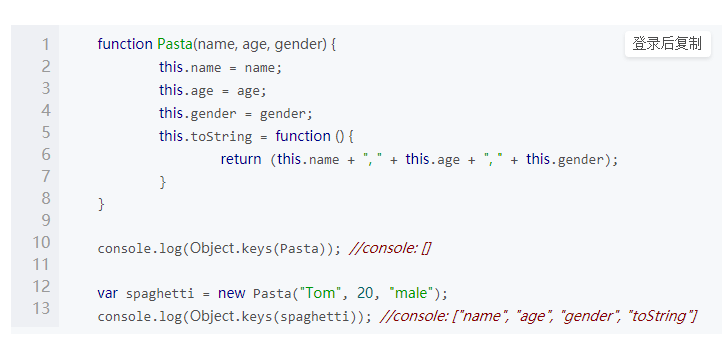 1 function Pasta(name, age, gender) {
登录后复制
2 this.name = name;
3 this.age = age;
4 this.gender = gender;
5 this.toString = function () {
6 return (this.name + ", " + this.age + ", " + this.gender);
7 }
8 }
9
10 console.log(Object.keys(Pasta)); //console: []
11
12 var spaghetti = new Pasta("Tom", 20, "male");
13 console.log(Object.keys(spaghetti)); //console: ["name", "age", "gender", "toString"]